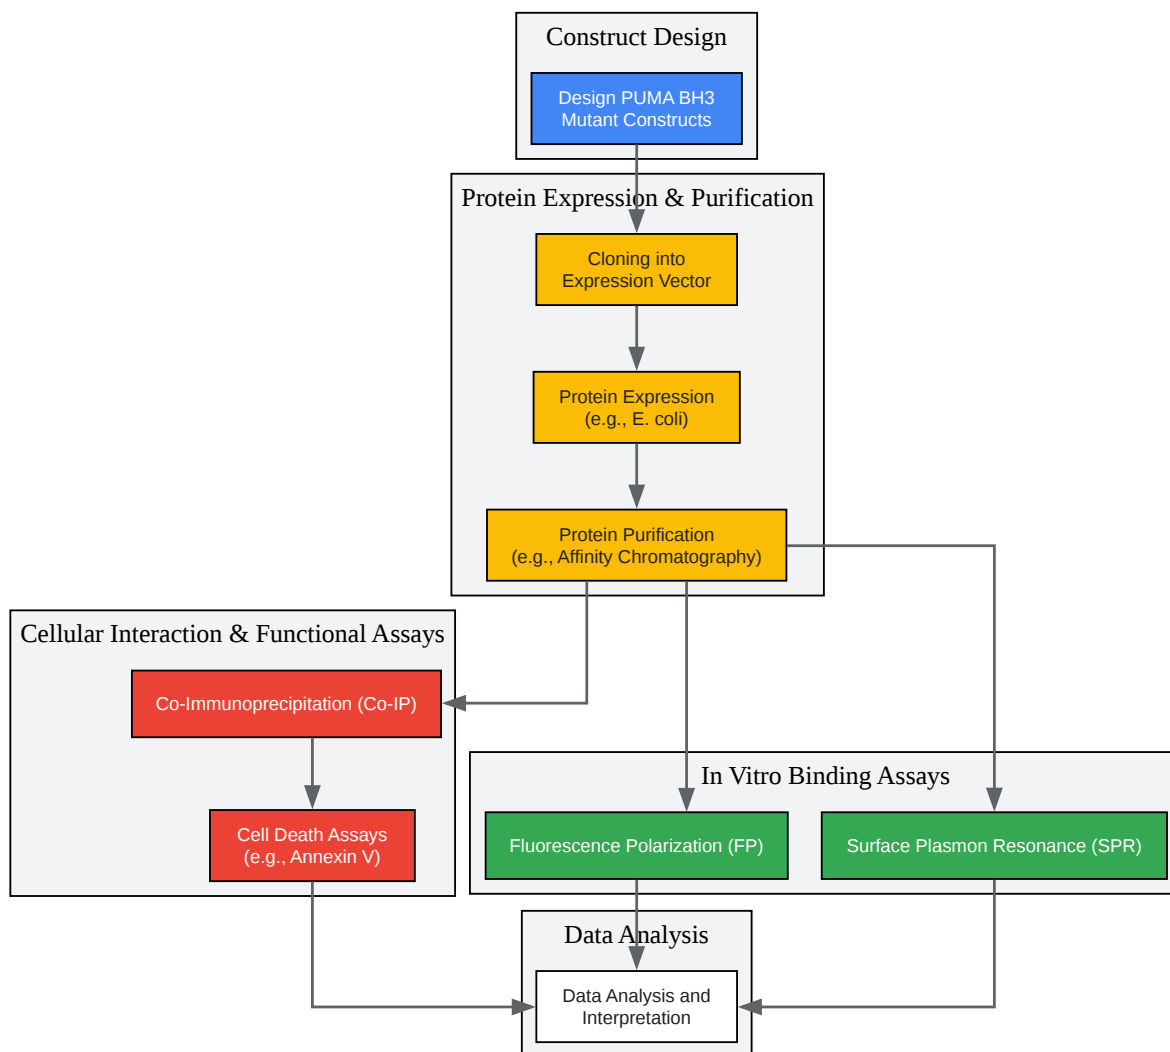 Construct Design
Design PUMA BH3
Mutant Constructs
Protein Expression & Purification
Cloning into
Expression Vector
Protein Expression
(e.g., E. coli)
Protein Purification
(e.g., Affinity Chromatography)
Cellular Interaction & Functional Assays
Co-Immunoprecipitation (Co-IP)
Cell Death Assays
(e.g., Annexin V)
In Vitro Binding Assays
Fluorescence Polarization (FP)
Surface Plasmon Resonance (SPR)
Data Analysis
Data Analysis and
Interpretation